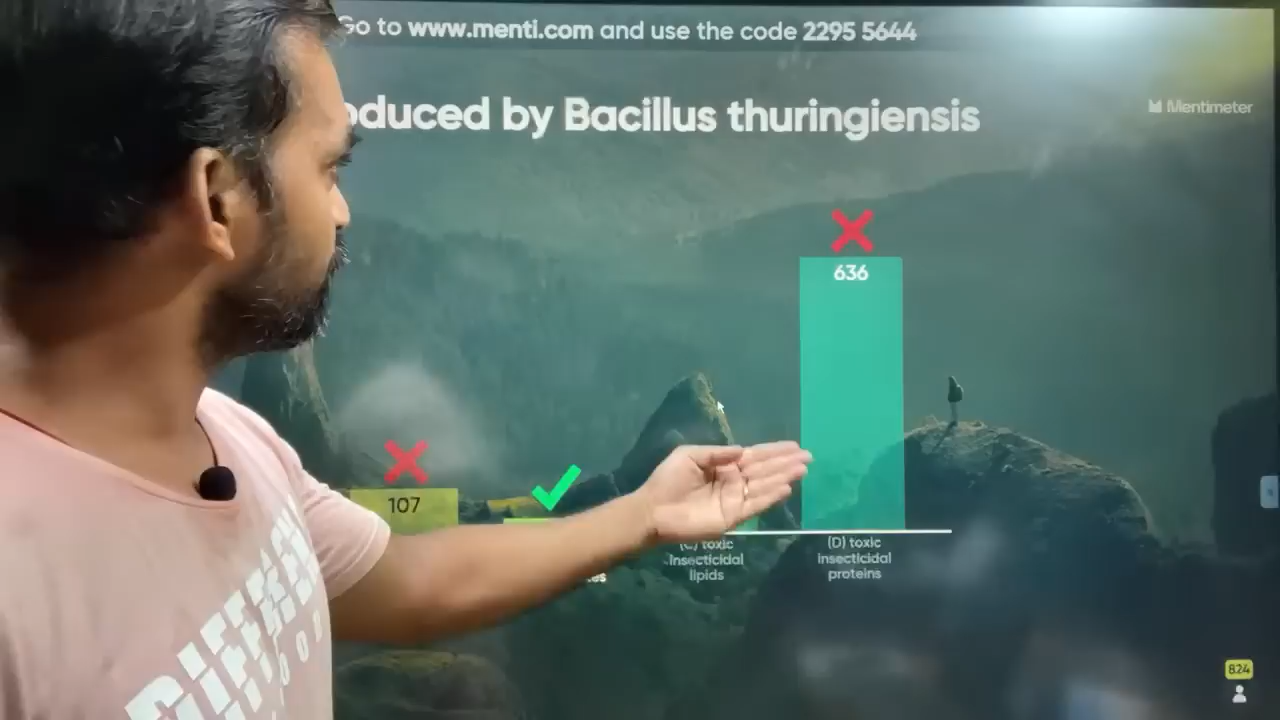 Go to www.menti.com and use the code 2295 5644
oduced by Bacillus thuringiensis
Mentimeter
636
107
(C) toxic
insecticidal
lipids
(D) toxic
insecticidal
proteins
824